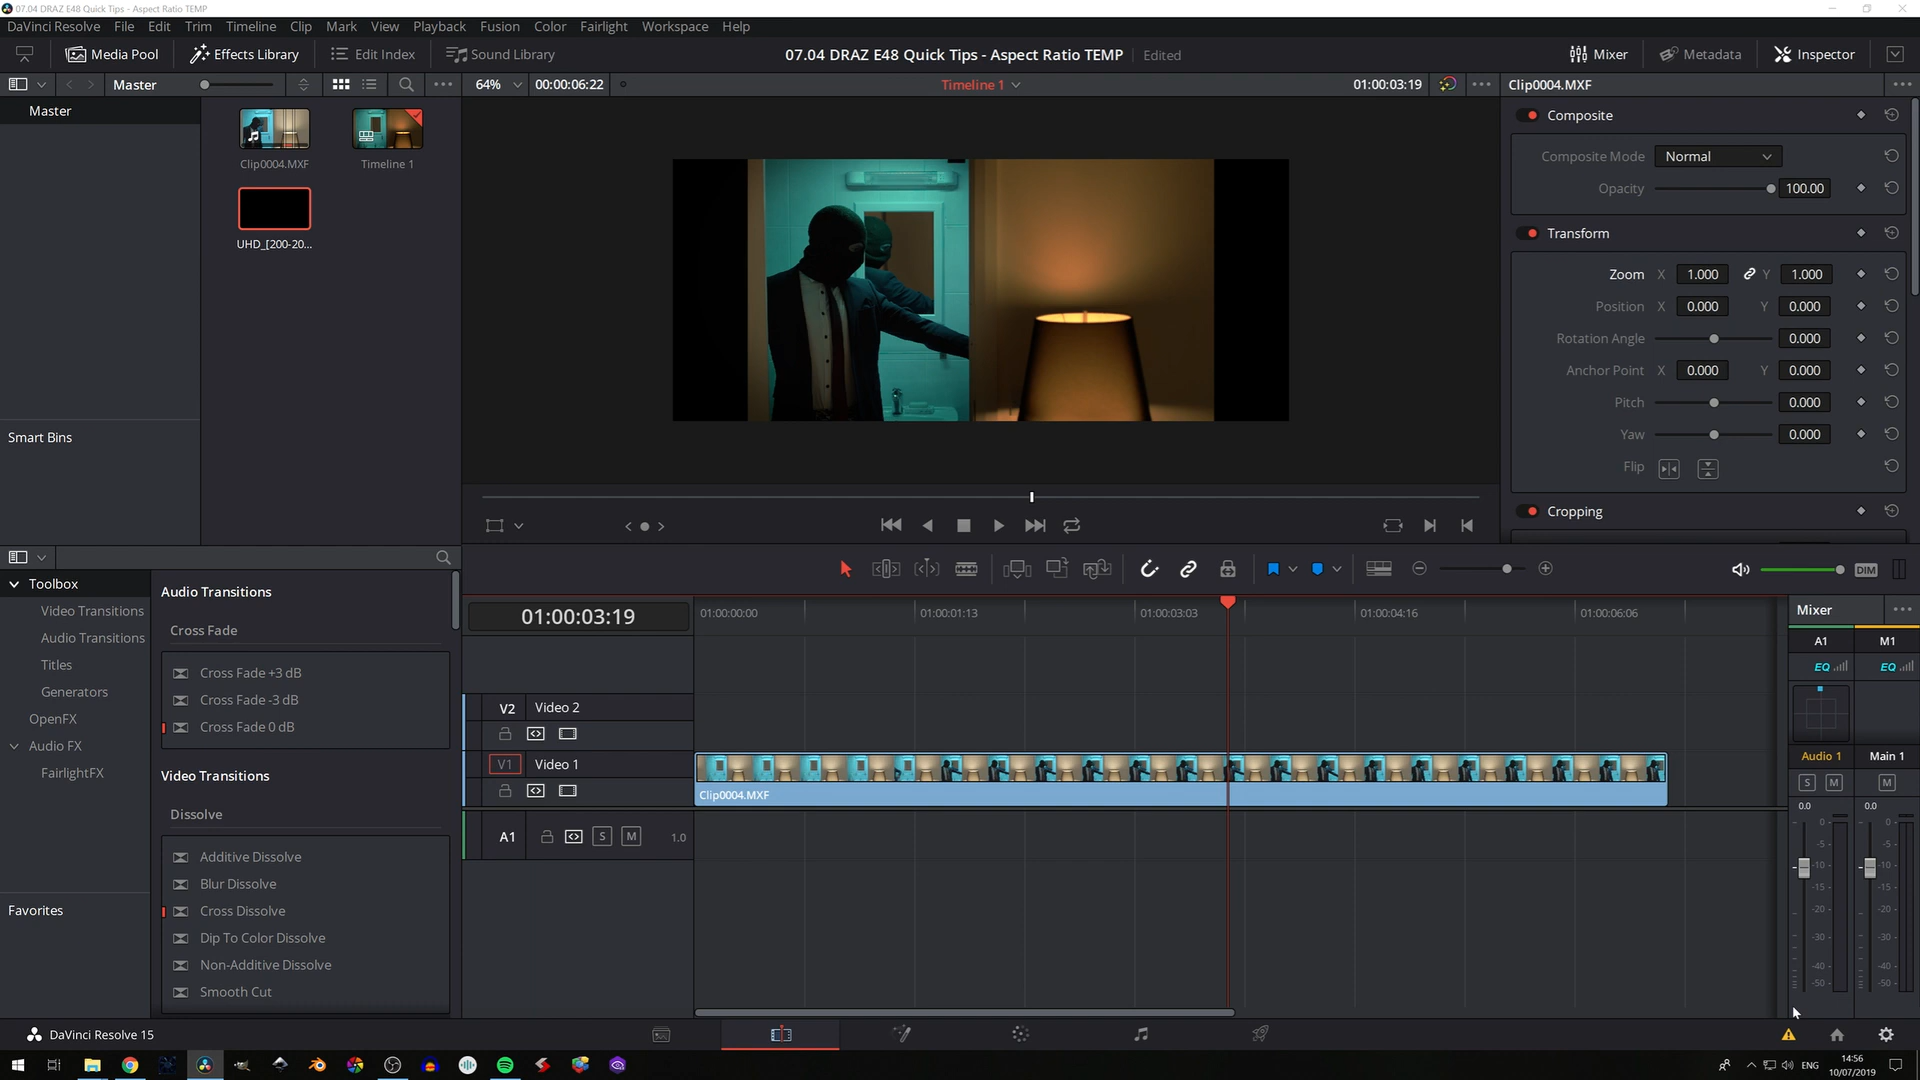 07.04 DRAZ E48 Quick Tips - Aspect Ratio TEMP
DaVinci Resolve File Edit Trim Timeline Clip Mark View Playback Fusion Color Fairlight Workspace Help
Media Pool Effects Library Edit Index Sound Library 07.04 DRAZ E48 Quick Tips - Aspect Ratio TEMP Edited Mixer Metadata Inspector
Master 64% 00:00:06:22 Timeline 1 01:00:03:19 Clip0004.MXF
Master
Clip0004.MXF Timeline 1
UHD_[200-20...
Smart Bins
Composite
Composite Mode Normal
Opacity 100.00
Transform
Zoom X 1.000 Y 1.000
Position X 0.000 Y 0.000
Rotation Angle 0.000
Anchor Point X 0.000 Y 0.000
Pitch 0.000
Yaw 0.000
Flip
Cropping
Toolbox
Video Transitions
Audio Transitions
Titles
Generators
OpenFX
Audio FX
FairlightFX
Favorites
Audio Transitions
Cross Fade
Cross Fade +3 dB
Cross Fade -3 dB
Cross Fade 0 dB
Video Transitions
Dissolve
Additive Dissolve
Blur Dissolve
Cross Dissolve
Dip To Color Dissolve
Non-Additive Dissolve
Smooth Cut
DIM
01:00:03:19 01:00:00:00 01:00:01:13 01:00:03:03 01:00:04:16 01:00:06:06
V2 Video 2
V1 Video 1
Clip0004.MXF
A1 S M 1.0
Mixer
A1 M1
EQ EQ
Audio 1 Main 1
S M M
0.0 0.0
0 0
-5 -5
-10 -10
-15 -15
-20 -20
-30 -30
-40 -40
-50 -50
DaVinci Resolve 15
ENG
14:56
10/07/2019